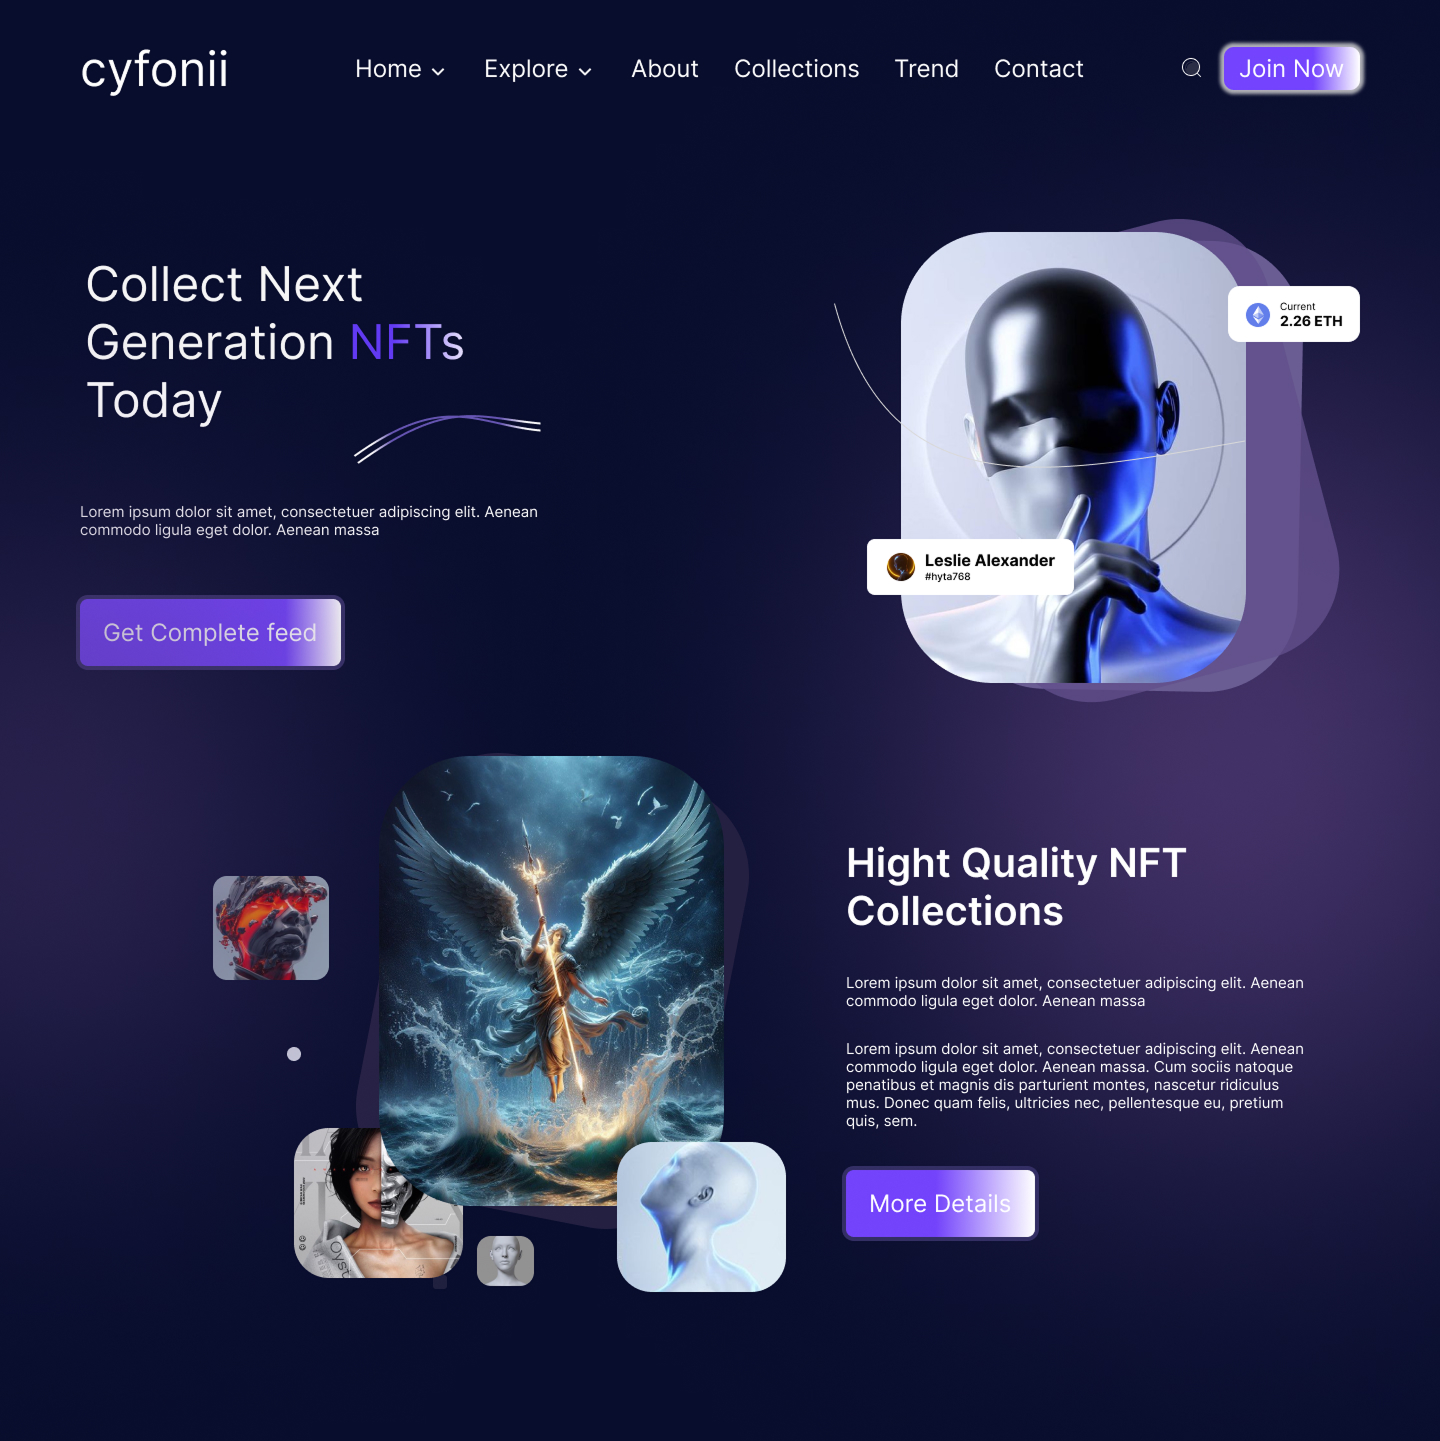 cyfonii
Home
Explore
About
Collections
Trend
Contact
Join Now
Collect Next
Generation NFTs
Today
Lorem ipsum dolor sit amet, consectetuer adipiscing elit. Aenean
commodo ligula eget dolor. Aenean massa
Get Complete feed
Current
2.26 ETH
Leslie Alexander
#hyta768
Hight Quality NFT
Collections
Lorem ipsum dolor sit amet, consectetuer adipiscing elit. Aenean
commodo ligula eget dolor. Aenean massa
Lorem ipsum dolor sit amet, consectetuer adipiscing elit. Aenean
commodo ligula eget dolor. Aenean massa. Cum sociis natoque
penatibus et magnis dis parturient montes, nascetur ridiculus
mus. Donec quam felis, ultricies nec, pellentesque eu, pretium
quis, sem.
More Details